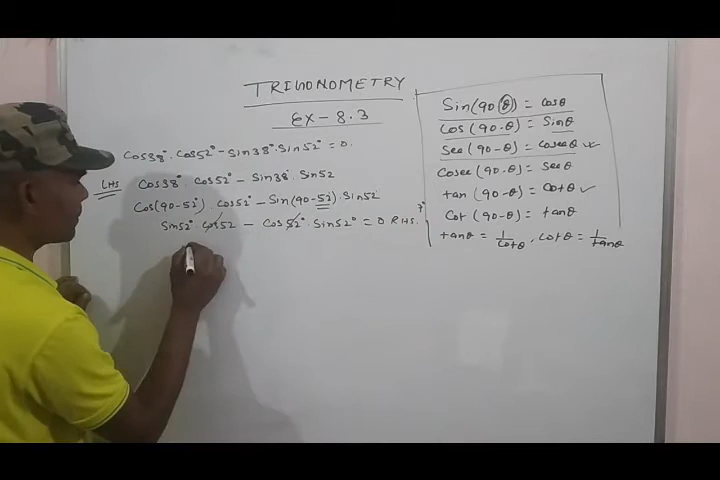 TRIGONOMETRY
Ex - 8.3
Cos38°. Cos52° - Sin38°. Sin52° = 0.
LHS Cos38°. Cos52° - Sin38. Sin52
Cos(90-52°). Cos52° - Sin(90-52). Sin52
Sin52°. Cos52 - Cos52°. Sin52° = 0 RHS.
Sin(90 θ) = Cosθ
Cos(90-θ) = Sinθ
Sec(90-θ) = Cosecθ
Cosec(90-θ) = Secθ
tan(90-θ) = Cotθ
Cot(90-θ) = tanθ
tanθ = 1/Cotθ, Cotθ = 1/tanθ